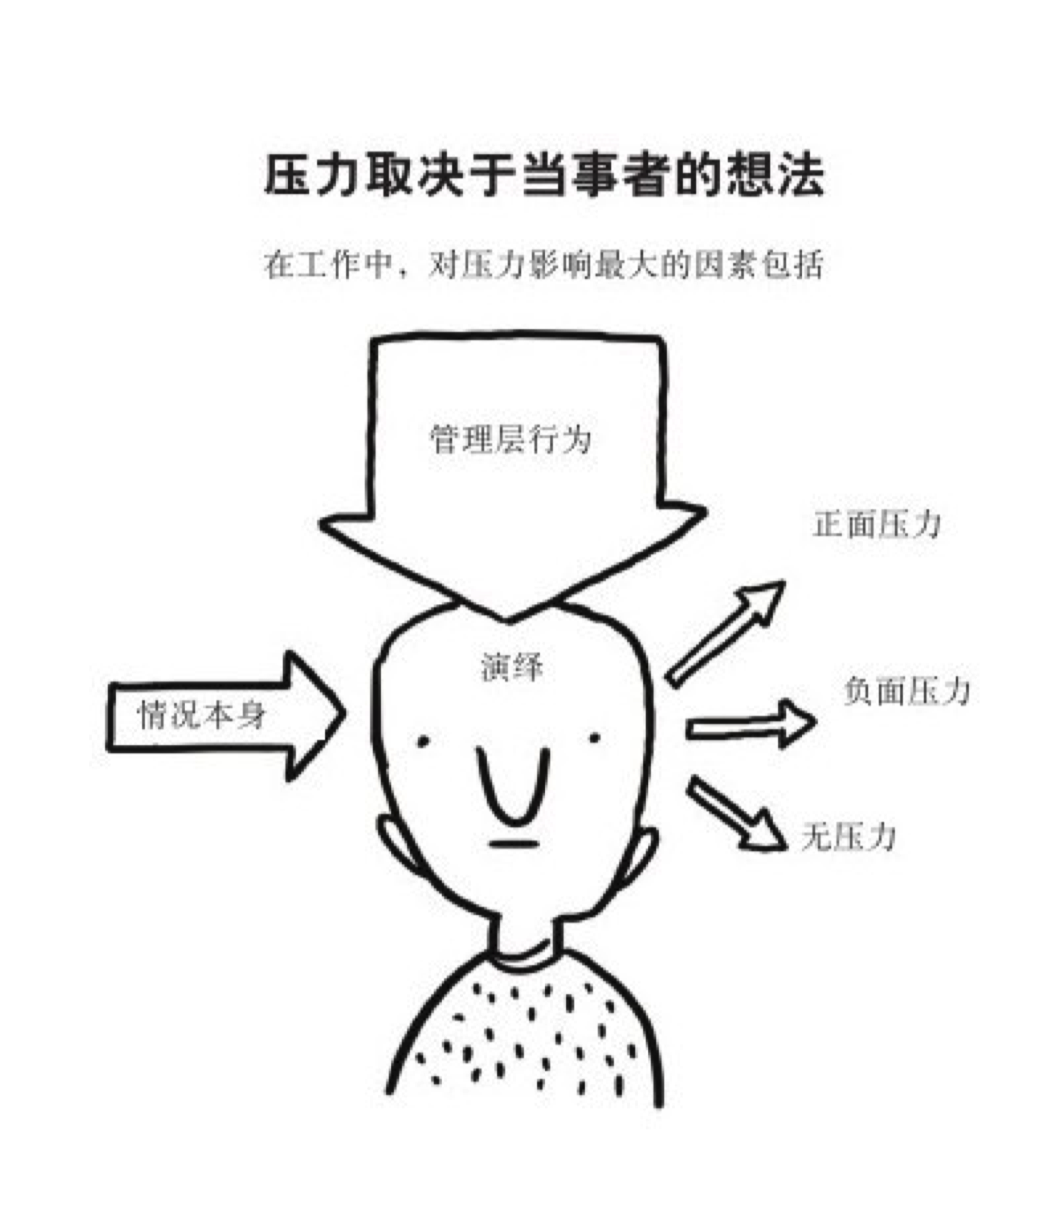 压力取决于当事者的想法
在工作中，对压力影响最大的因素包括
管理层行为
正面压力
演绎
负面压力
情况本身
无压力